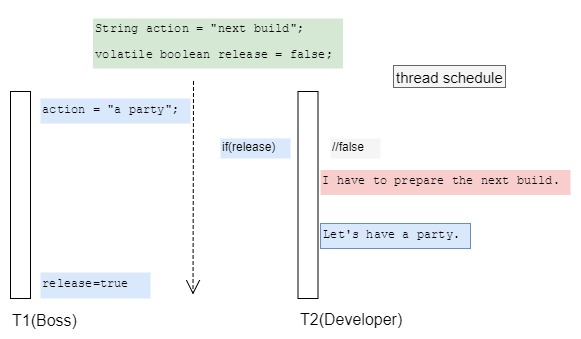 String action = "next build";
volatile boolean release = false;
thread schedule
action = "a party";
if(release)
//false
I have to prepare the next build.
Let's have a party.
release=true
T1(Boss)
T2(Developer)